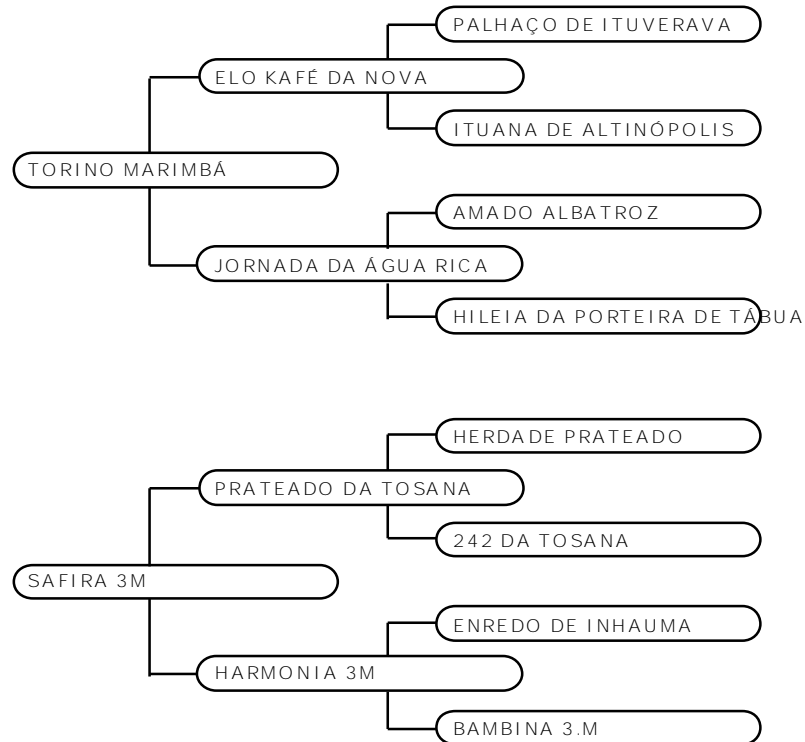 PALHAÇO DE ITUVERAVA
ELO KAFÉ DA NOVA
ITUANA DE ALTINÓPOLIS
TORINO MARIMBÁ
AMADO ALBATROZ
JORNADA DA ÁGUA RICA
HILEIA DA PORTEIRA DE TÁBUA
HERDADE PRATEADO
PRATEADO DA TOSANA
242 DA TOSANA
SAFIRA 3M
ENREDO DE INHAUMA
HARMONIA 3M
BAMBINA 3.M